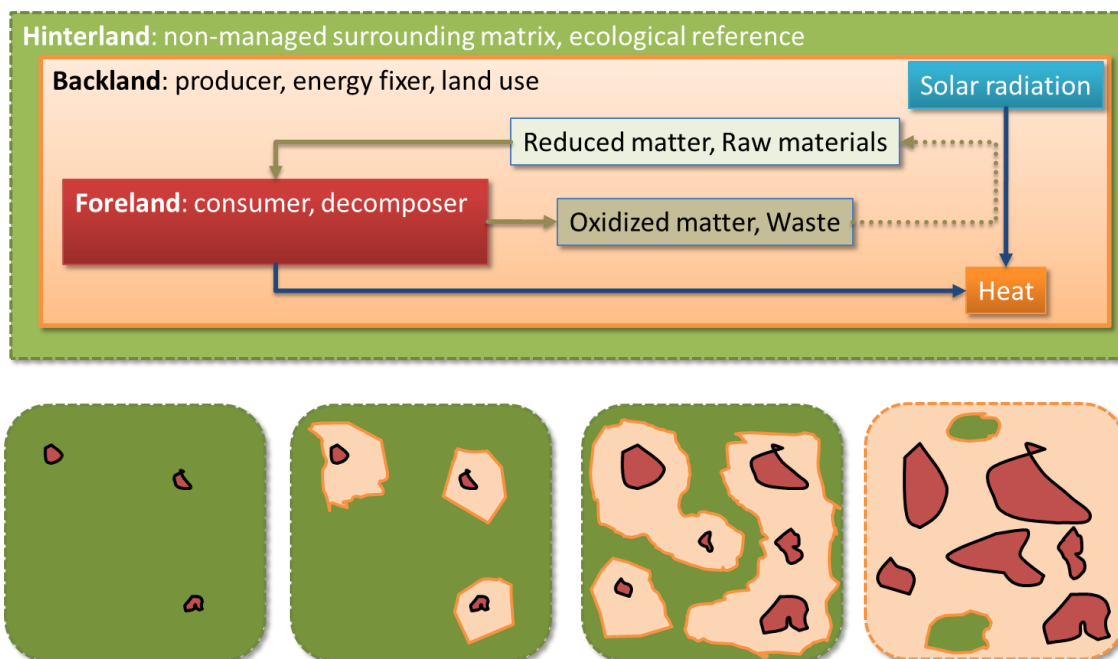 Hinterland: non-managed surrounding matrix, ecological reference
Backland: producer, energy fixer, land use
Solar radiation
Reduced matter, Raw materials
Foreland: consumer, decomposer
Oxidized matter, Waste
Heat